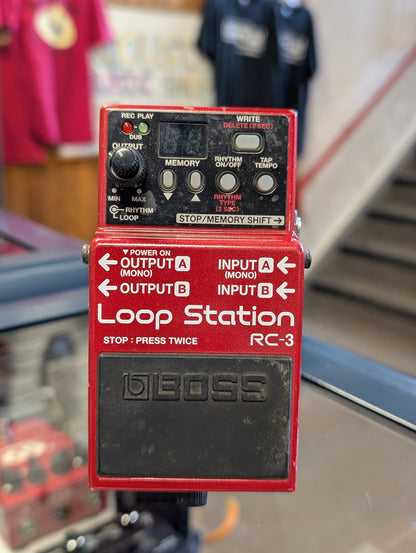 BOSS
REC PLAY
DUB
WRITE
DELETE (2 SEC)
OUTPUT
MEMORY
RHYTHM
ON/OFF
TAP
TEMPO
MIN MAX
RHYTHM
LOOP
RHYTHM
TYPE
(2 SEC)
STOP/MEMORY SHIFT
POWER ON
OUTPUT A
(MONO)
INPUT A
(MONO)
OUTPUT B
INPUT B
Loop Station
STOP : PRESS TWICE
RC-3
BOSS